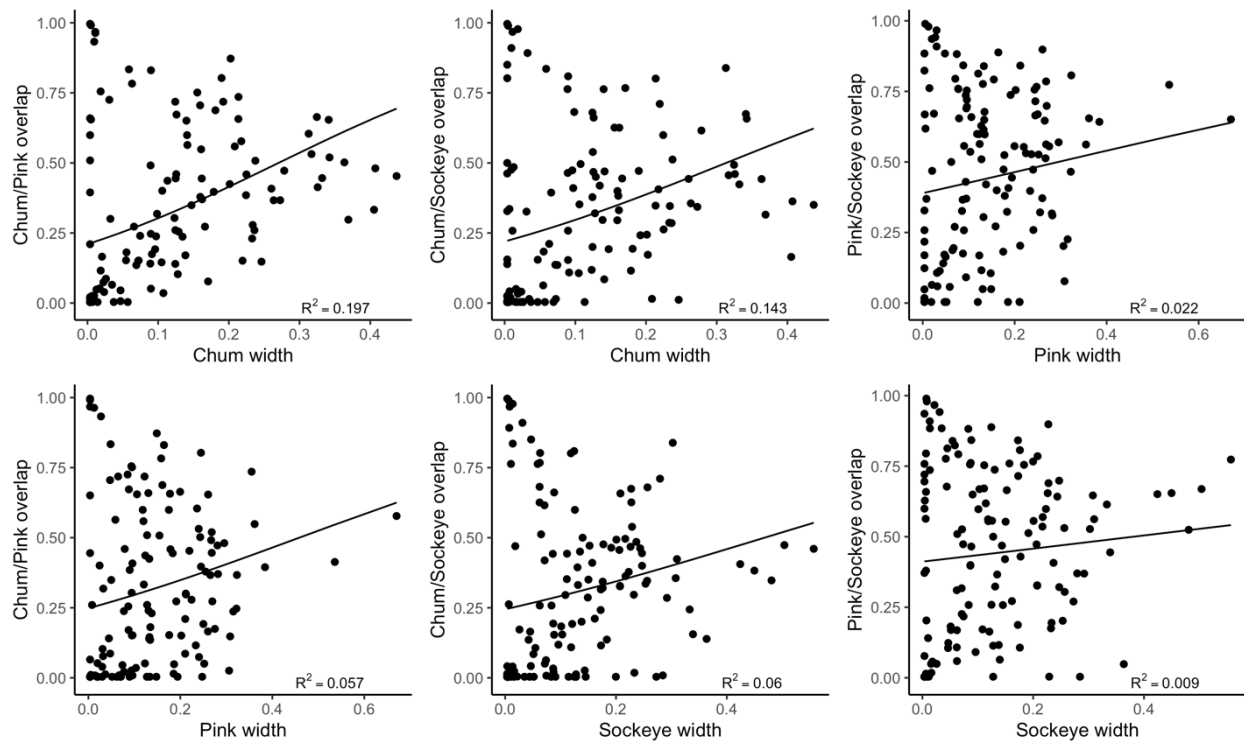 Chum/Pink overlap
1.00
0.75
0.50
0.25
0.00
R² = 0.197
0.0 0.1 0.2 0.3 0.4
Chum width
Chum/Sockeye overlap
1.00
0.75
0.50
0.25
0.00
R² = 0.143
0.0 0.1 0.2 0.3 0.4
Chum width
Pink/Sockeye overlap
1.00
0.75
0.50
0.25
0.00
R² = 0.022
0.0 0.2 0.4 0.6
Pink width
Chum/Pink overlap
1.00
0.75
0.50
0.25
0.00
R² = 0.057
0.0 0.2 0.4 0.6
Pink width
Chum/Sockeye overlap
1.00
0.75
0.50
0.25
0.00
R² = 0.06
0.0 0.2 0.4
Sockeye width
Pink/Sockeye overlap
1.00
0.75
0.50
0.25
0.00
R² = 0.009
0.0 0.2 0.4
Sockeye width